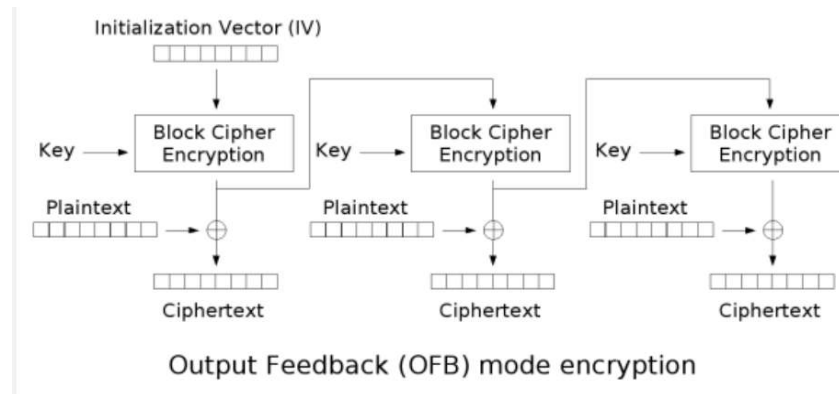 Initialization Vector (IV)
Block Cipher
Encryption
Block Cipher
Encryption
Block Cipher
Encryption
Key
Key
Key
Plaintext
Plaintext
Plaintext
Ciphertext
Ciphertext
Ciphertext
Output Feedback (OFB) mode encryption